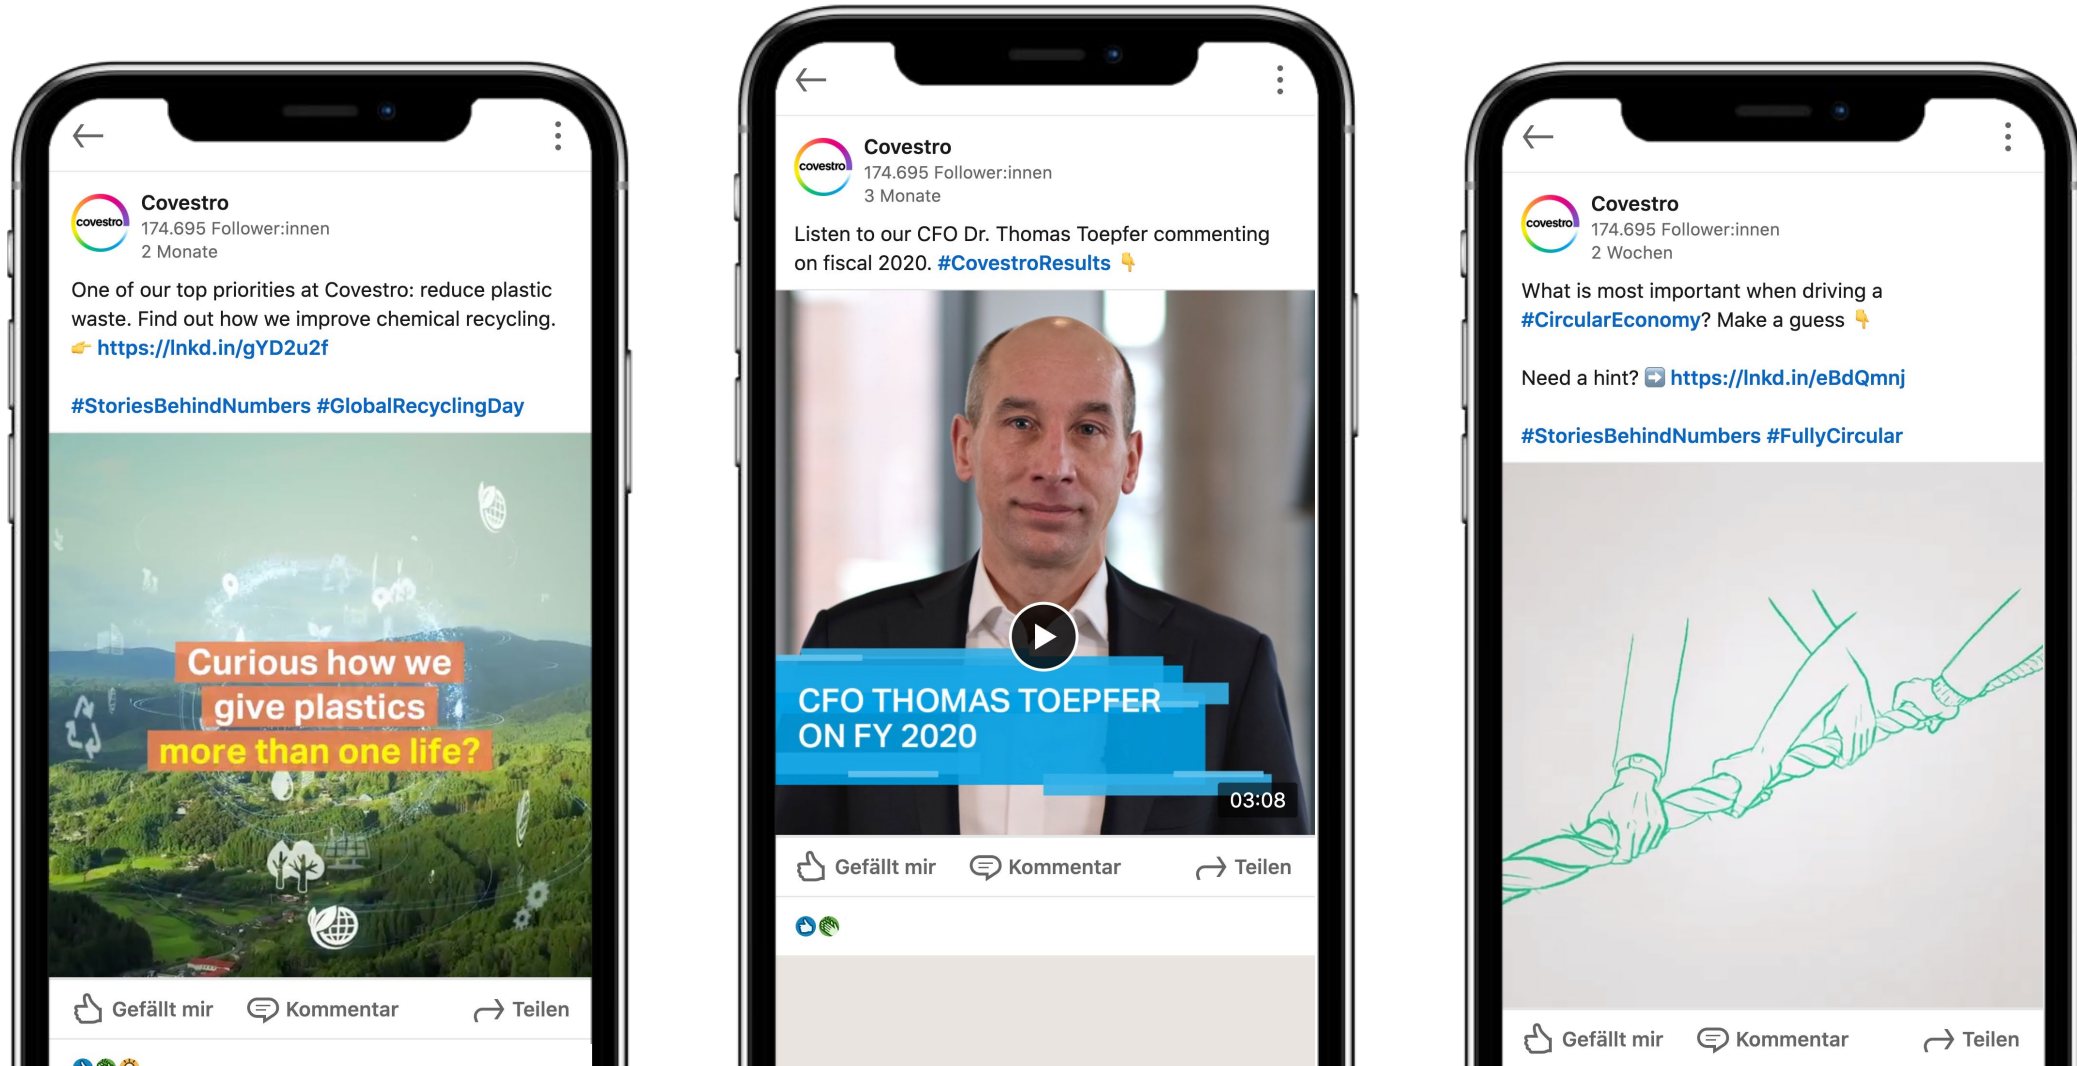 covestro
Covestro
174.695 Follower:innen
2 Monate
One of our top priorities at Covestro: reduce plastic
waste. Find out how we improve chemical recycling.
👉 https://lnkd.in/gYD2u2f
#StoriesBehindNumbers #GlobalRecyclingDay
Curious how we
give plastics
more than one life?
Gefällt mir
Kommentar
Teilen
covestro
Covestro
174.695 Follower:innen
3 Monate
Listen to our CFO Dr. Thomas Toepfer commenting
on fiscal 2020. #CovestroResults 👇
CFO THOMAS TOEPFER
ON FY 2020
03:08
Gefällt mir
Kommentar
Teilen
covestro
Covestro
174.695 Follower:innen
2 Wochen
What is most important when driving a
#CircularEconomy? Make a guess 👇
Need a hint? ➡️ https://lnkd.in/eBdQmnj
#StoriesBehindNumbers #FullyCircular
Gefällt mir
Kommentar
Teilen